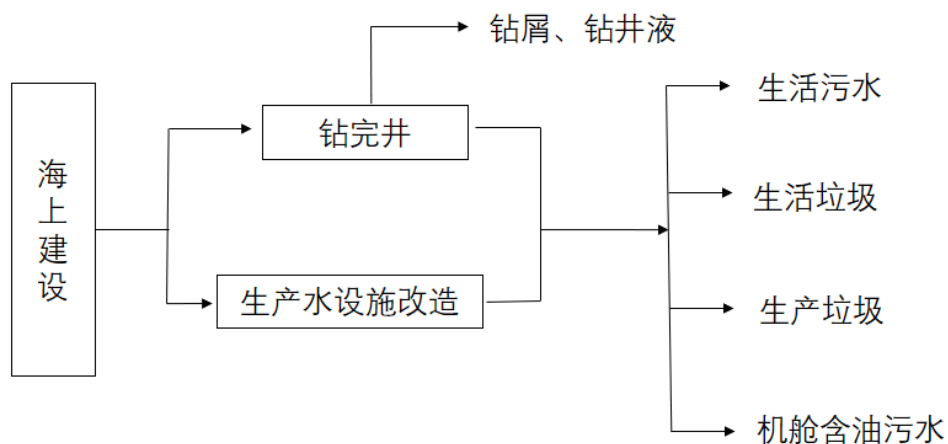 钻屑、钻井液
钻完井
海上建设
生产水设施改造
生活污水
生活垃圾
生产垃圾
机舱含油污水